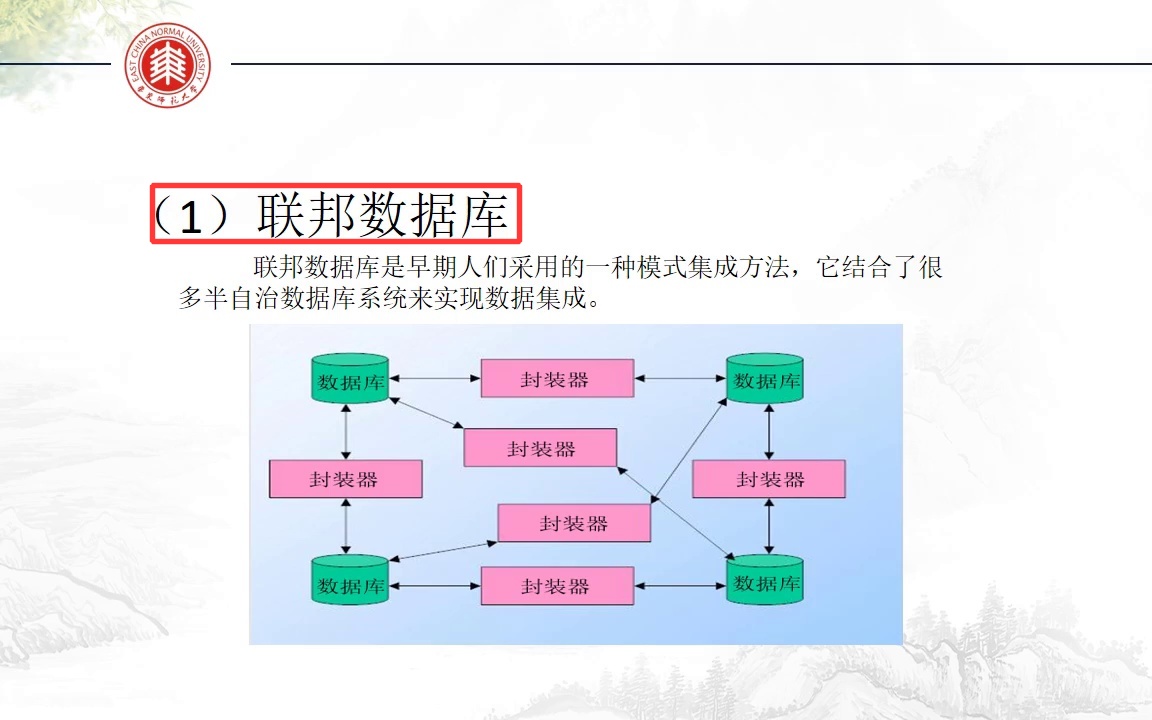 EAST CHINA NORMAL UNIVERSITY
華東師范大学
（1）联邦数据库
联邦数据库是早期人们采用的一种模式集成方法，它结合了很
多半自治数据库系统来实现数据集成。
数据库 封装器 数据库
封装器
封装器 封装器
封装器
数据库 封装器 数据库